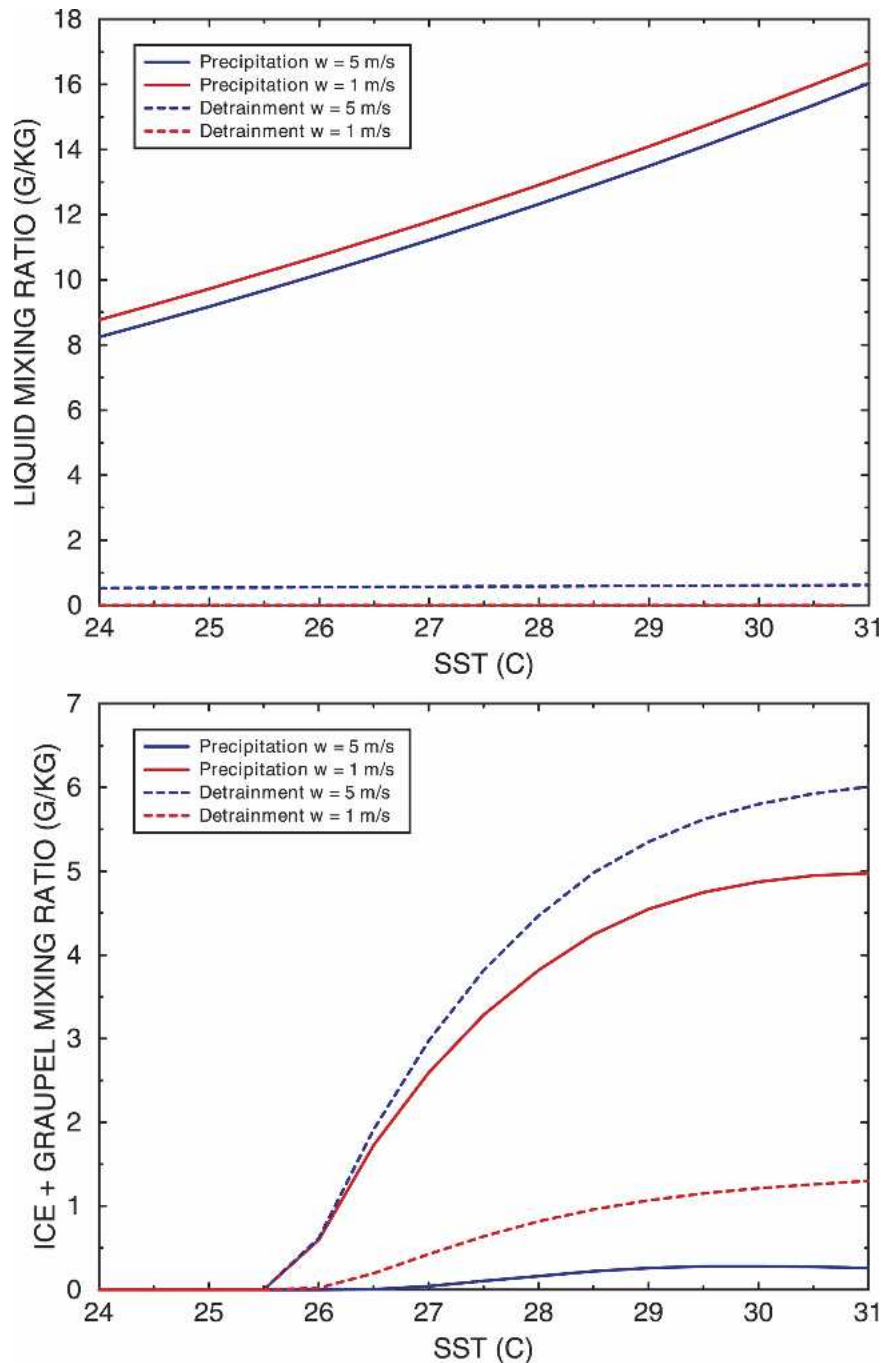 18
16
14
12
10
8
6
4
2
0
LIQUID MIXING RATIO (G/KG)
Precipitation w = 5 m/s
Precipitation w = 1 m/s
Detrainment w = 5 m/s
Detrainment w = 1 m/s
24 25 26 27 28 29 30 31
SST (C)
7
6
5
4
3
2
1
0
ICE + GRAUPEL MIXING RATIO (G/KG)
Precipitation w = 5 m/s
Precipitation w = 1 m/s
Detrainment w = 5 m/s
Detrainment w = 1 m/s
24 25 26 27 28 29 30 31
SST (C)